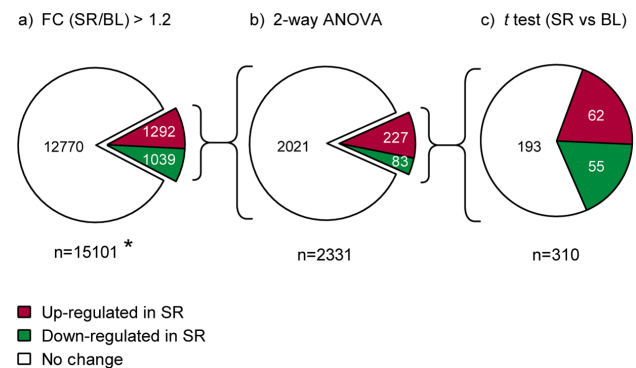 a) FC (SR/BL) > 1.2
b) 2-way ANOVA
c) t test (SR vs BL)
12770
1292
1039
2021
227
83
193
62
55
n=15101 *
n=2331
n=310
Up-regulated in SR
Down-regulated in SR
No change